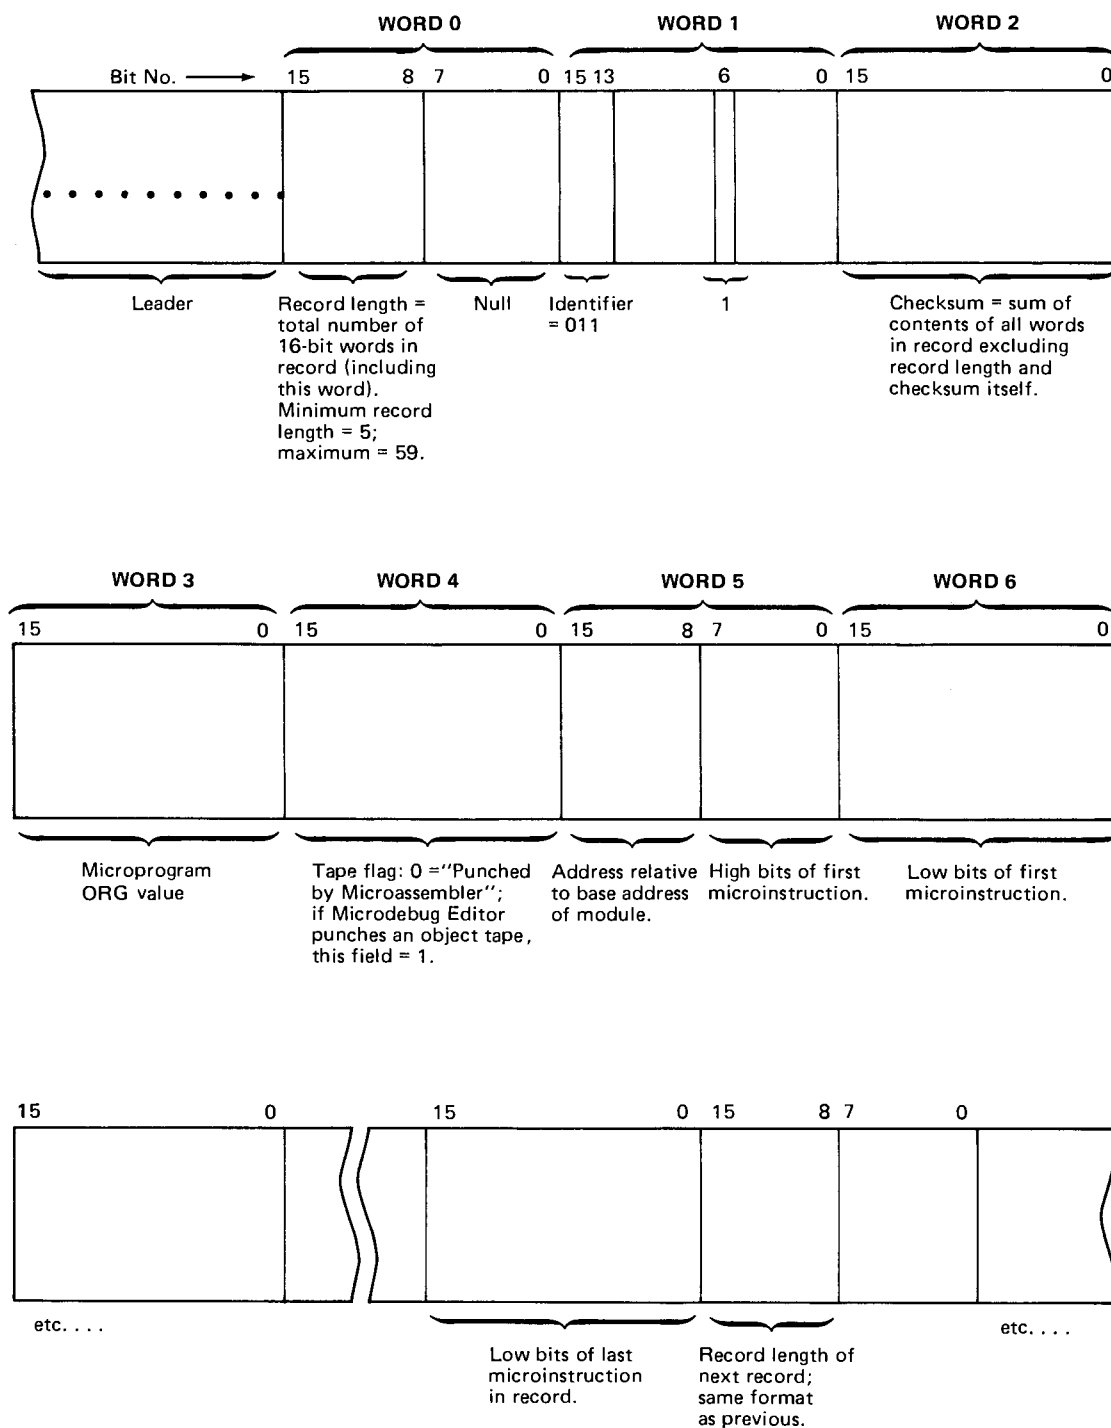 WORD 0 WORD 1 WORD 2
Bit No. 15 8 7 0 15 13 6 0 15 0
Leader
Record length =
total number of
16-bit words in
record (including
this word).
Minimum record
length = 5;
maximum = 59.
Null
Identifier
= 011
1
Checksum = sum of
contents of all words
in record excluding
record length and
checksum itself.
WORD 3 WORD 4 WORD 5 WORD 6
15 0 15 0 15 8 7 0 15 0
Microprogram
ORG value
Tape flag: 0 ="Punched
by Microassembler";
if Microdebug Editor
punches an object tape,
this field = 1.
Address relative
to base address
of module.
High bits of first
microinstruction.
Low bits of first
microinstruction.
15 0 15 0 15 8 7 0
etc. . . .
Low bits of last
microinstruction
in record.
Record length of
next record;
same format
as previous.
etc. . . .